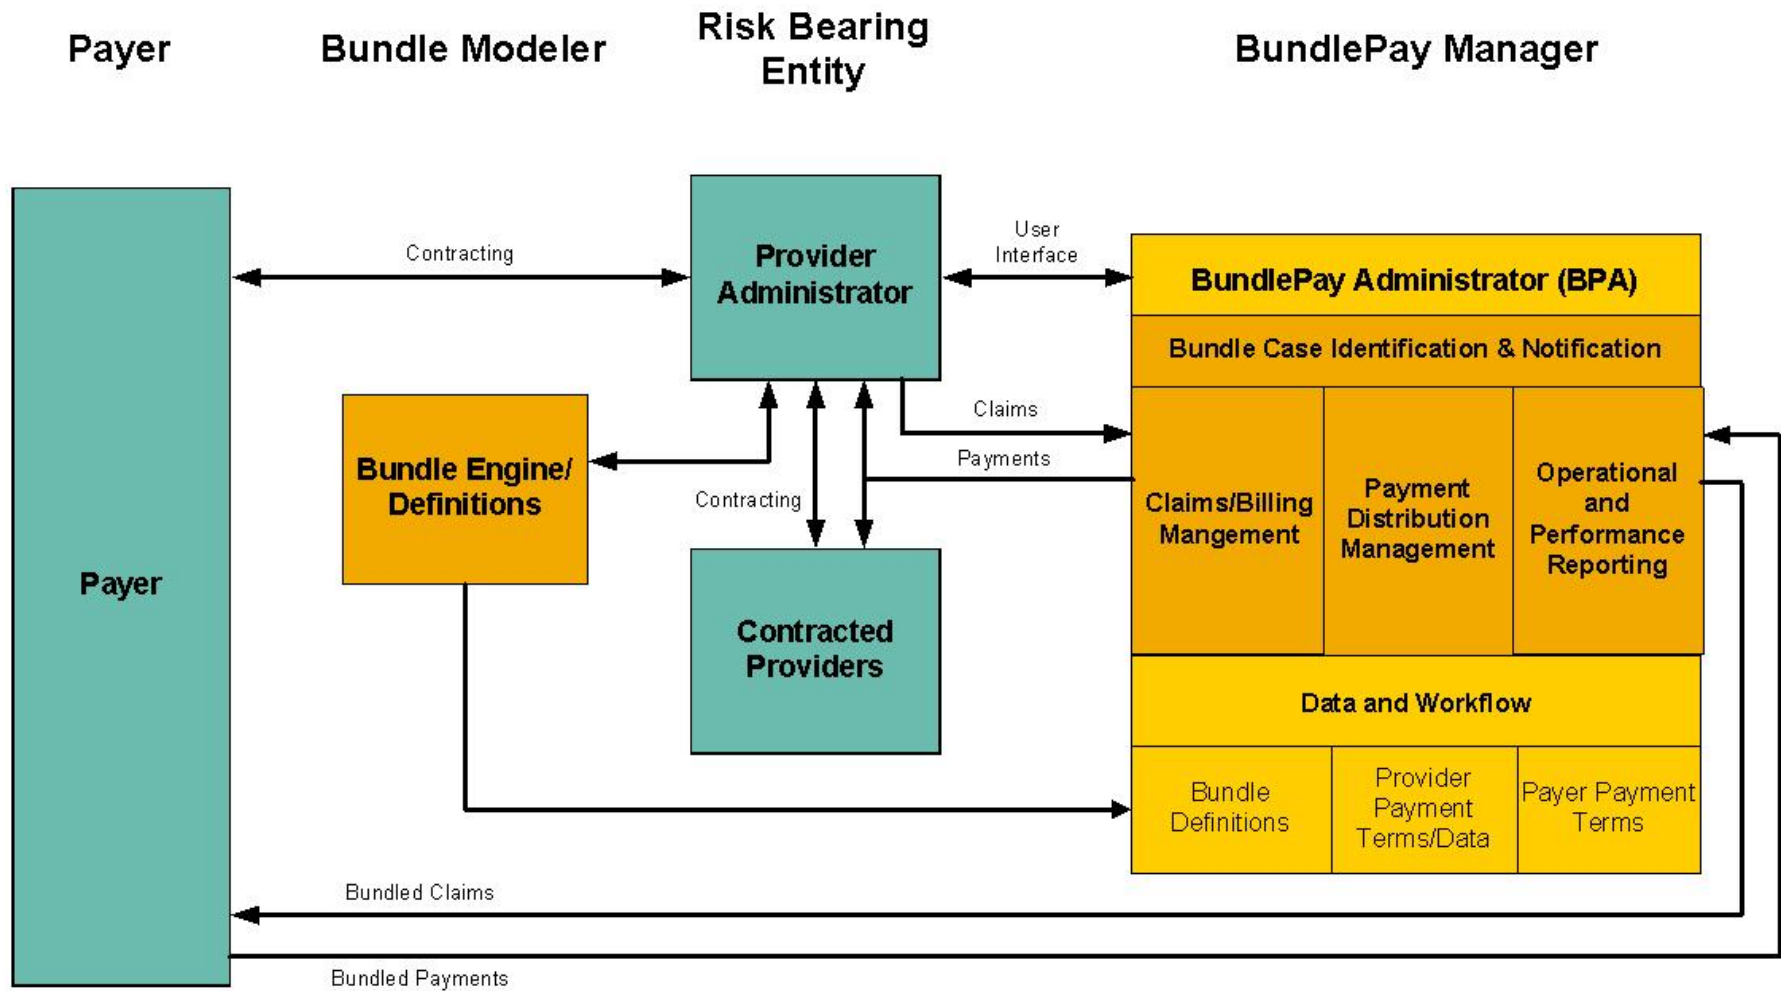 Payer
Bundle Modeler
Risk Bearing
Entity
BundlePay Manager
Payer
Contracting
Provider
Administrator
User
Interface
BundlePay Administrator (BPA)
Bundle Case Identification & Notification
Claims
Payments
Bundle Engine/
Definitions
Contracting
Claims/Billing
Mangement
Payment
Distribution
Management
Operational
and
Performance
Reporting
Contracted
Providers
Data and Workflow
Bundle
Definitions
Provider
Payment
Terms/Data
Payer Payment
Terms
Bundled Claims
Bundled Payments